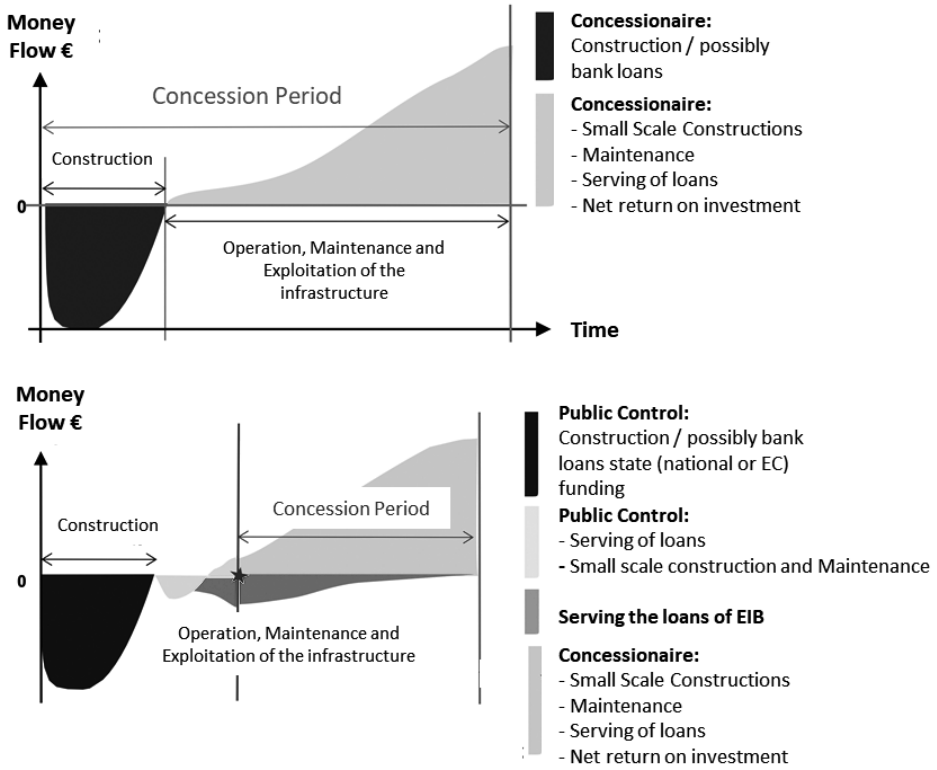 Money
Flow €
Concession Period
Construction
0
Operation, Maintenance and
Exploitation of the
infrastructure
Time
Concessionaire:
Construction / possibly
bank loans
Concessionaire:
- Small Scale Constructions
- Maintenance
- Serving of loans
- Net return on investment
Money
Flow €
Construction
Concession Period
0
Operation, Maintenance and
Exploitation of the infrastructure
Public Control:
Construction / possibly bank
loans state (national or EC)
funding
Public Control:
- Serving of loans
- Small scale construction and Maintenance
Serving the loans of EIB
Concessionaire:
- Small Scale Constructions
- Maintenance
- Serving of loans
- Net return on investment